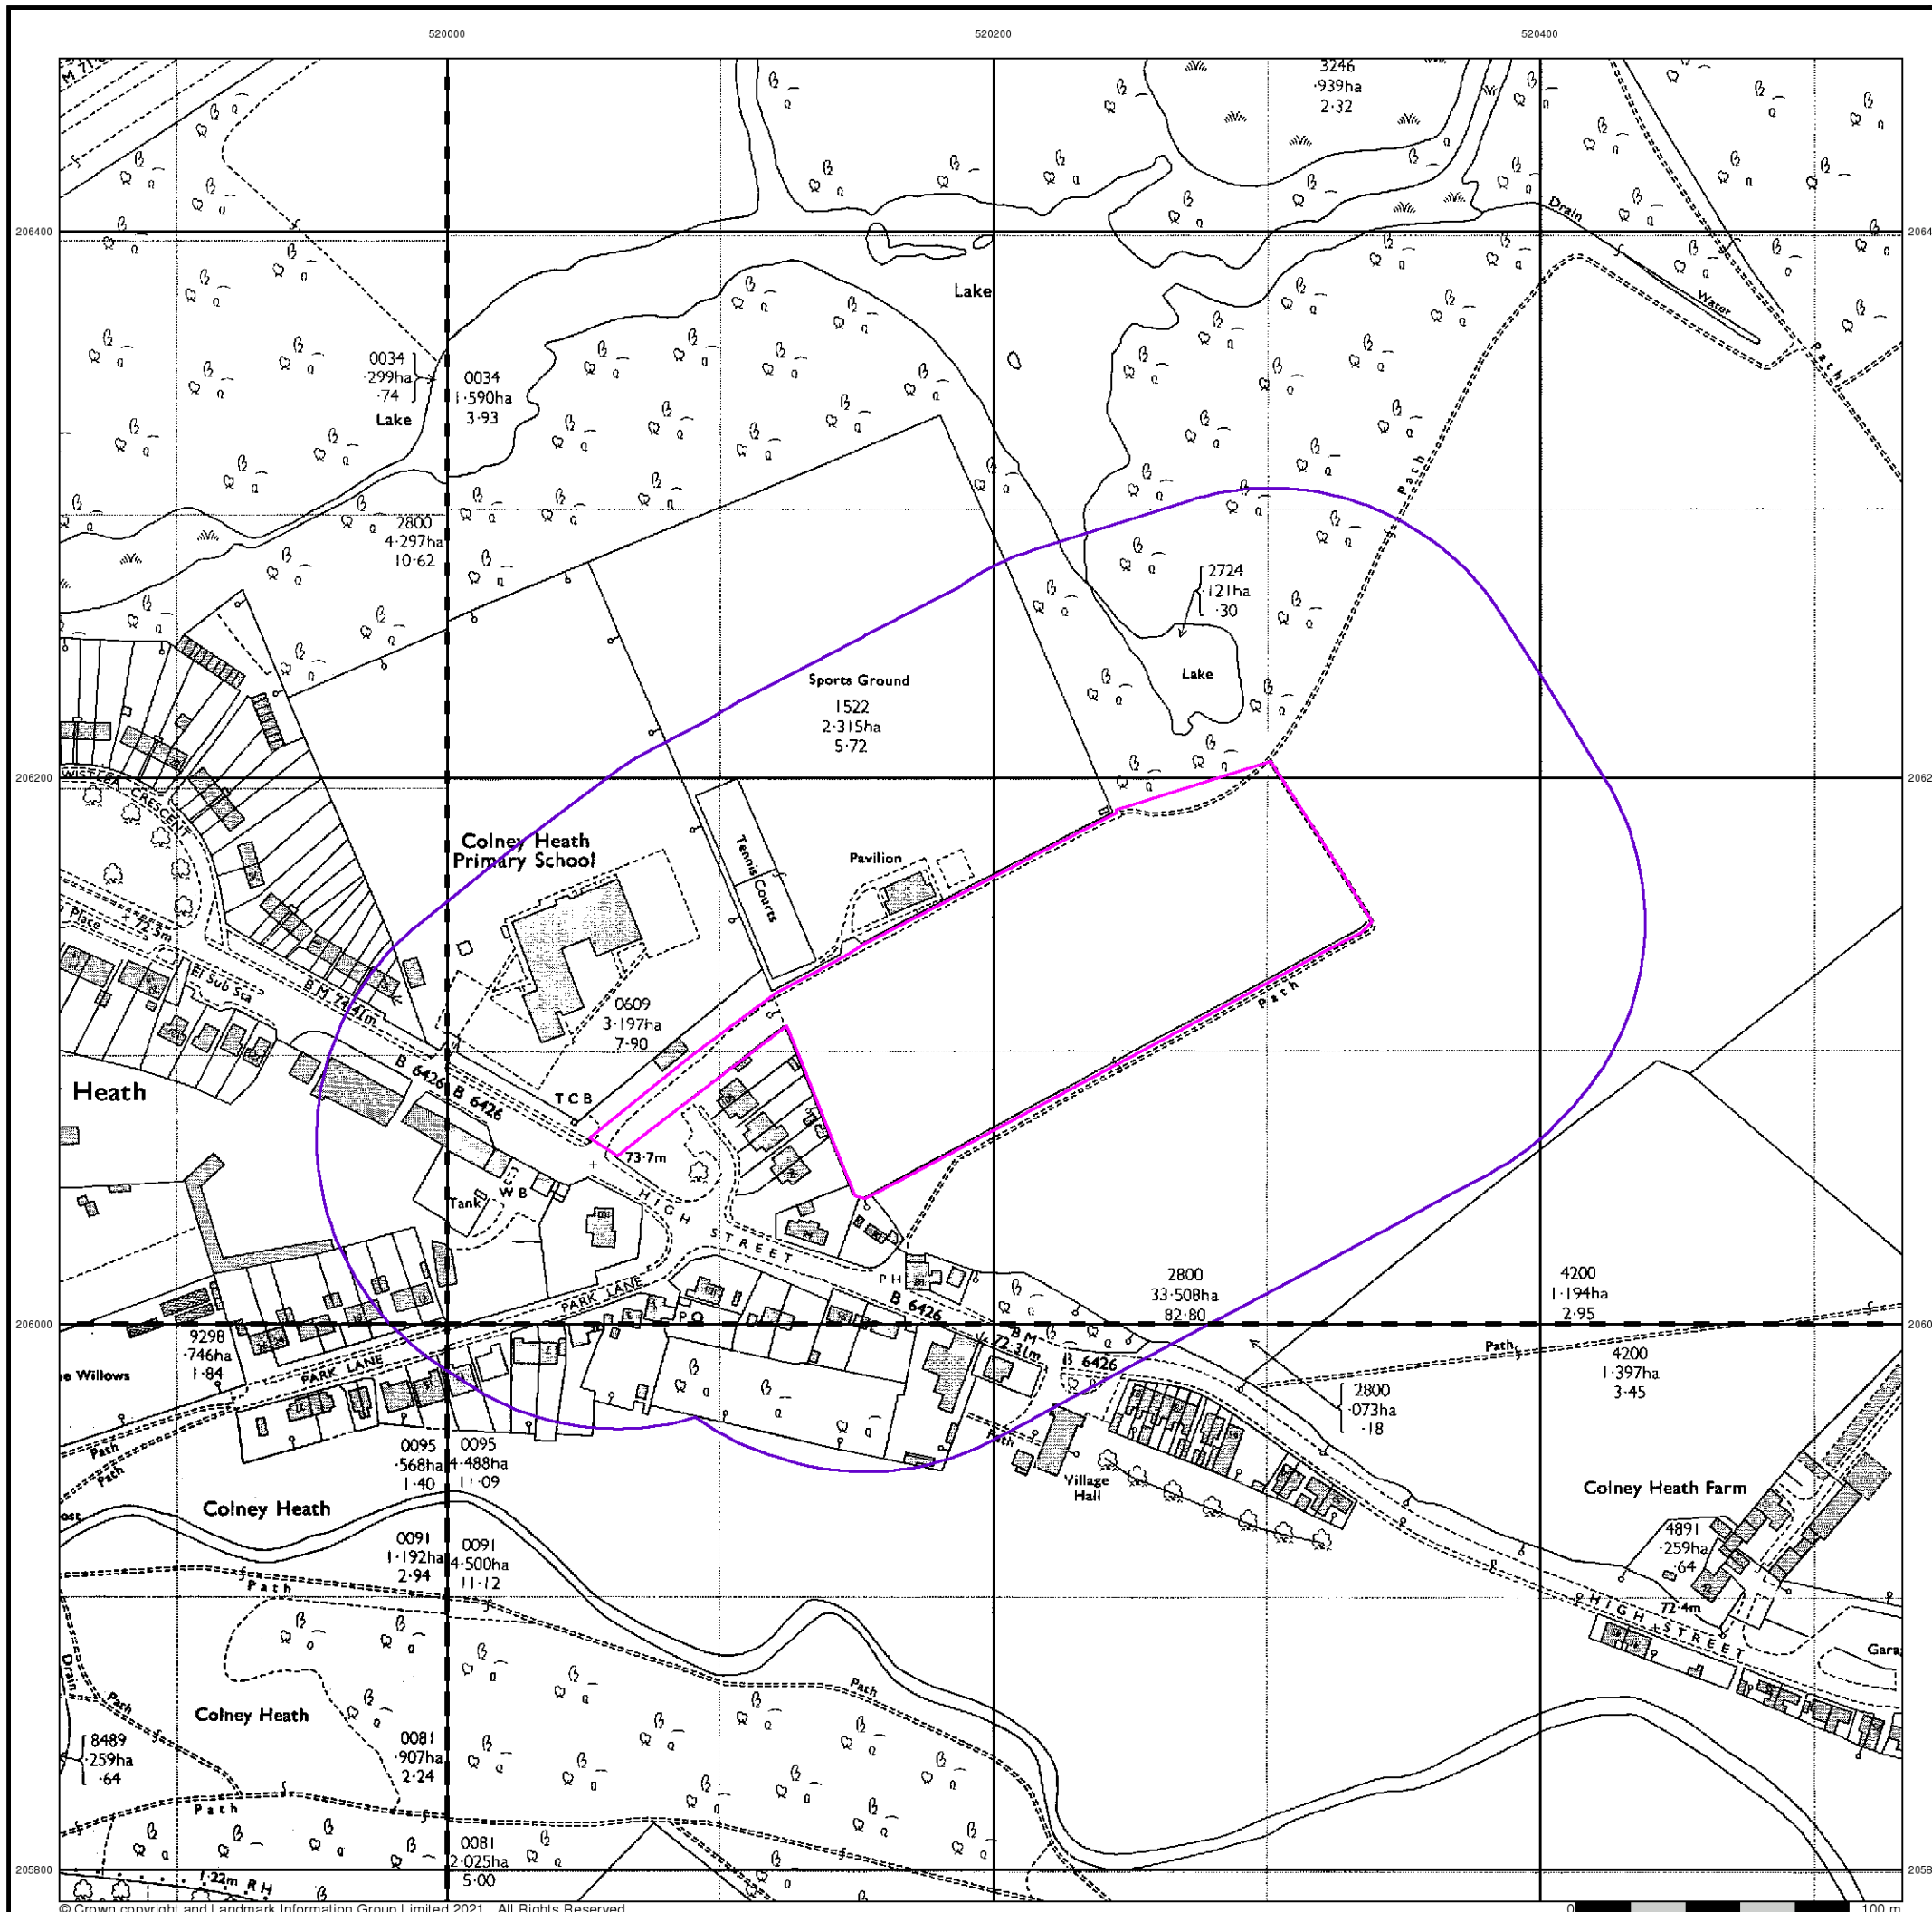 520000
520200
520400
3246
·939ha
2·32
Drain
206400
Lake
Water
Path
0034
·299ha
·74
Lake
0034
1·590ha
3·93
Path
2800
4·297ha
10·62
2724
·121ha
·30
Lake
Sports Ground
1522
2·315ha
5·72
206200
WISTLEA CRESCENT
Colney Heath
Primary School
Tennis Courts
Pavilion
Place
72·5m
El Sub Sta
B M 74·41m
0609
3·197ha
7·90
Path
Heath
B 6426
B 6426
T C B
73·7m
Tank
W B
HIGH STREET
PARK LANE
P H
B 6426
P O
2800
33·508ha
82·80
4200
1·194ha
2·95
206000
9298
·746ha
1·84
PARK LANE
B M
72·31m
B 6426
Path
4200
1·397ha
3·45
e Willows
2800
·073ha
·18
Path
Path
Path
0095
·568ha
1·40
0095
4·488ha
11·09
Village
Hall
Colney Heath Farm
Colney Heath
ost
4891
·259ha
·64
0091
1·192ha
2·94
0091
4·500ha
11·12
Path
HIGH STREET
72·4m
Drain
Path
Path
Gara
Colney Heath
8489
·259ha
·64
0081
·907ha
2·24
Path
0081
2·025ha
5·00
205800
1·22m R H
© Crown copyright and Landmark Information Group Limited 2021. All Rights Reserved.
0
100 m